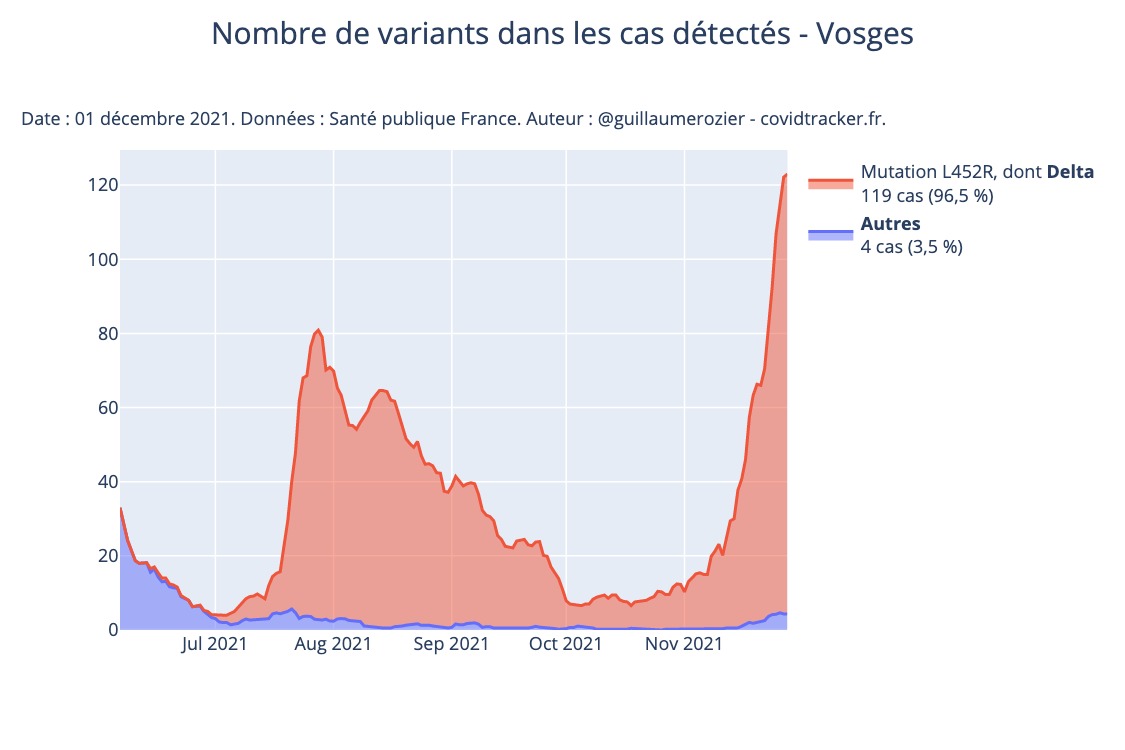 Nombre de variants dans les cas détectés - Vosges
Date : 01 décembre 2021. Données : Santé publique France. Auteur : @guillaumerozier - covidtracker.fr.
120
100
80
60
40
20
0
Jul 2021
Aug 2021
Sep 2021
Oct 2021
Nov 2021
Mutation L452R, dont Delta
119 cas (96,5 %)
Autres
4 cas (3,5 %)